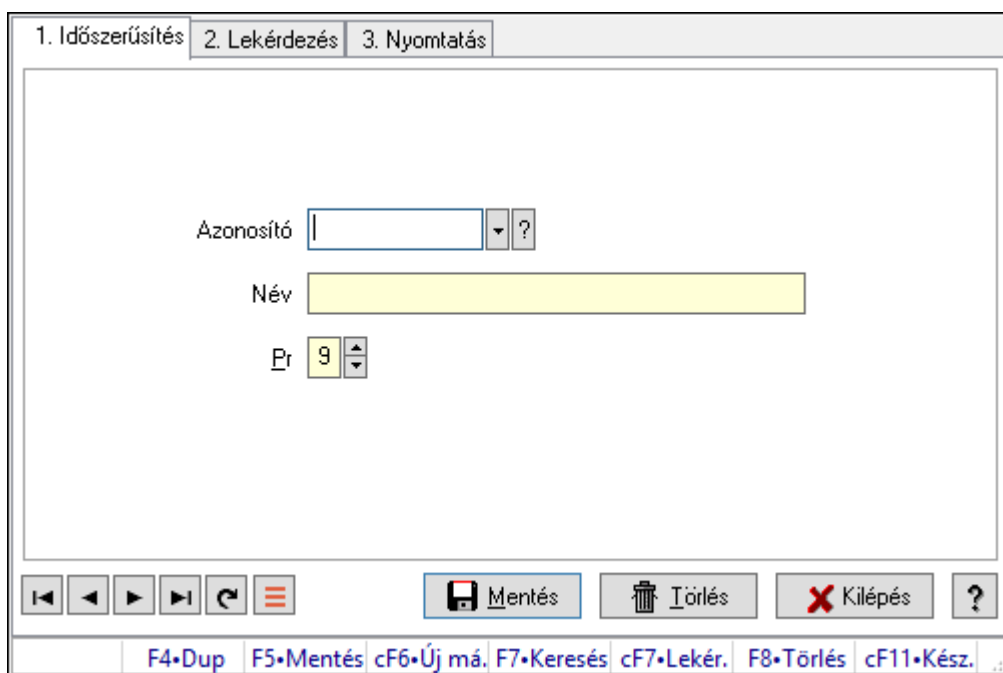 1. Időszerűsítés 2. Lekérdezés 3. Nyomtatás
Azonosító ?
Név
Pr 9
Mentés Törlés Kilépés ?
F4•Dup F5•Mentés cF6•Új má. F7•Keresés cF7•Lekér. F8•Törlés cF11•Kész.